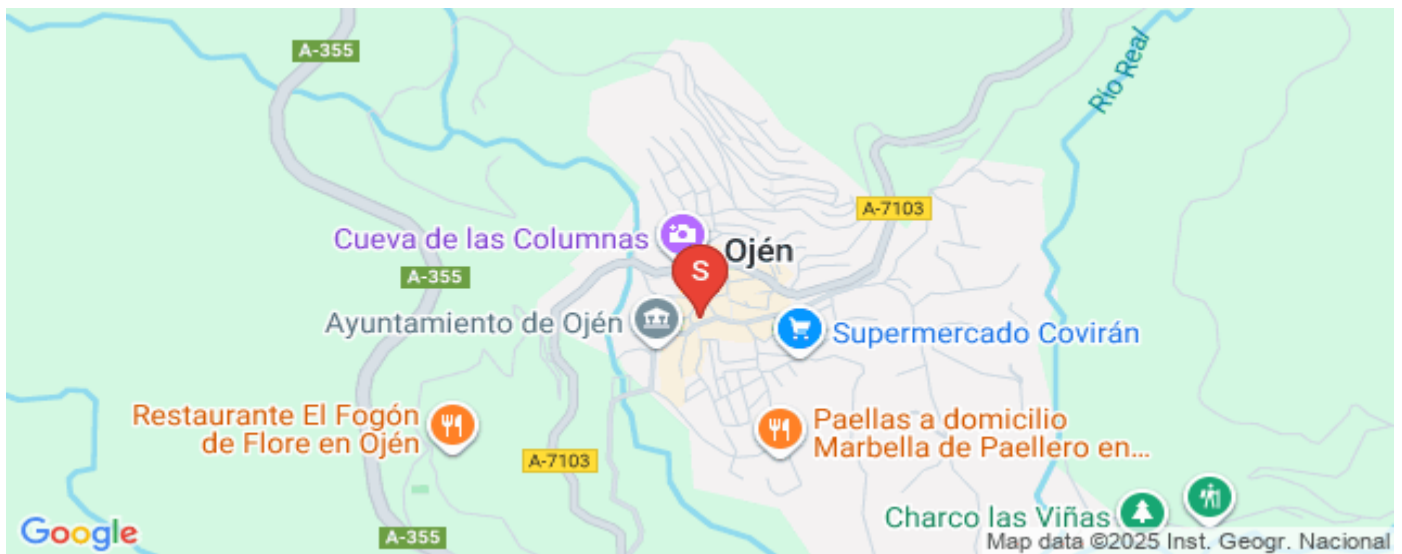 A-355
Río Real
A-7103
Cueva de las Columnas
Ojén
S
A-355
Ayuntamiento de Ojén
Supermercado Covirán
Restaurante El Fogón
de Flore en Ojén
Paellas a domicilio
Marbella de Paellero en...
A-7103
Charco las Viñas
Google
A-355
Map data ©2025 Inst. Geogr. Nacional